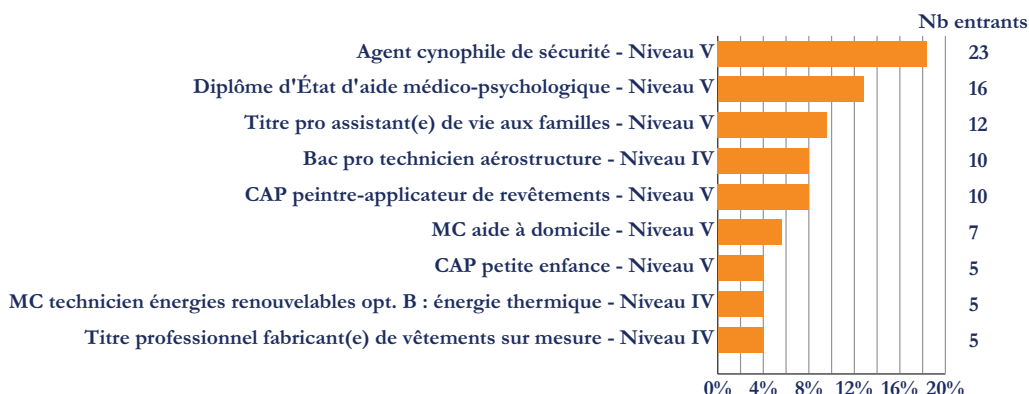 Nb entrants
Agent cynophile de sécurité - Niveau V 23
Diplôme d'État d'aide médico-psychologique - Niveau V 16
Titre pro assistant(e) de vie aux familles - Niveau V 12
Bac pro technicien aérostructure - Niveau IV 10
CAP peintre-applicateur de revêtements - Niveau V 10
MC aide à domicile - Niveau V 7
CAP petite enfance - Niveau V 5
MC technicien énergies renouvelables opt. B : énergie thermique - Niveau IV 5
Titre professionnel fabricant(e) de vêtements sur mesure - Niveau IV 5
0% 4% 8% 12% 16% 20%